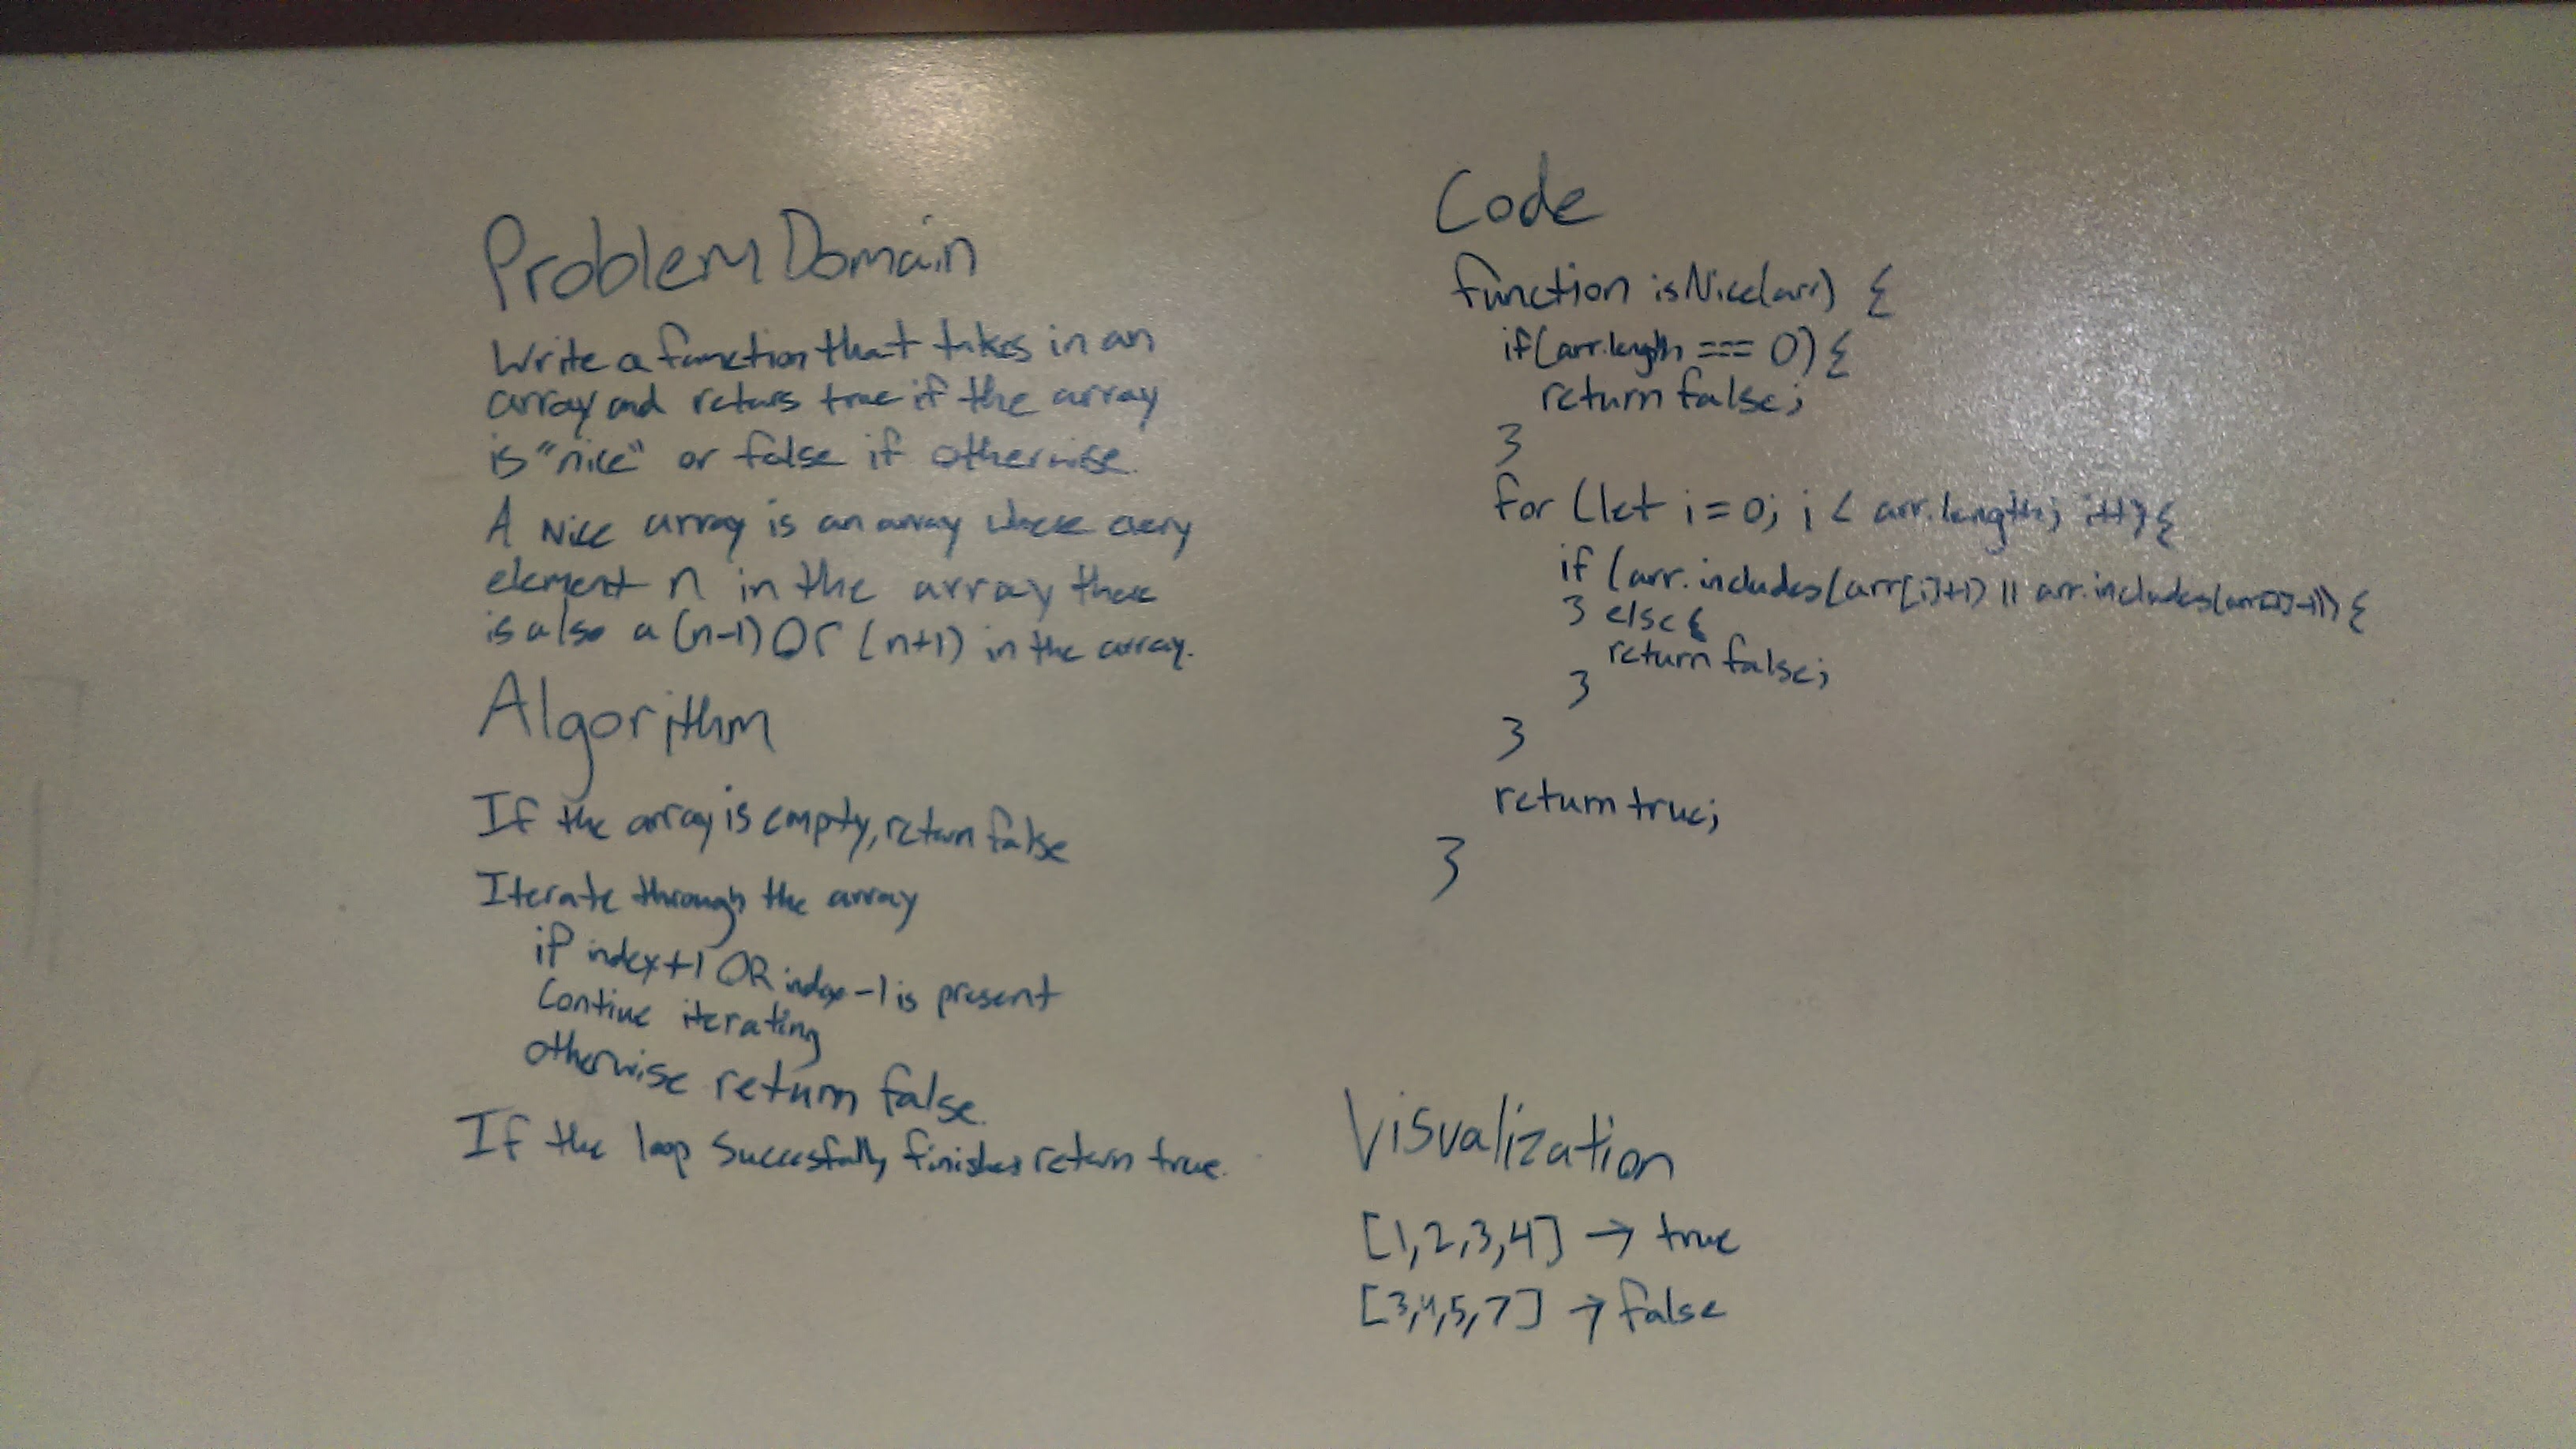 Problem Domain
Write a function that takes in an
array and returs true if the array
is "nice" or false if otherwise.
A Nice array is an array where every
element n in the array there
is also a (n-1) Or (n+1) in the array.
Algorithm
If the array is empty, return false
Iterate through the array
if index+1 OR index-1 is present
Contine iterating
otherwise return false.
If the loop Succesfully finishes return true.
Code
function isNice(arr) {
if(arr.length === 0) {
return false;
}
for (let i = 0; i < arr.length; i++) {
if (arr.includes(arr[i]+1) || arr.includes(arr[i]-1)) {
} else {
return false;
}
}
return true;
}
Visualization
[1,2,3,4] → true
[3,4,5,7] → false